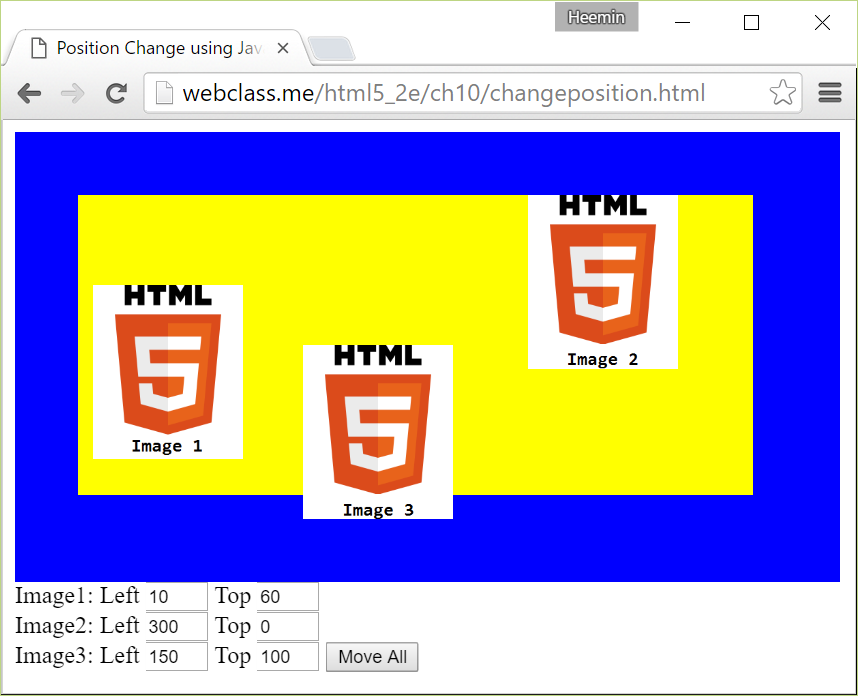 Heemin
Position Change using Jav
webclass.me/html5_2e/ch10/changeposition.html
HTML
5
Image 1
HTML
5
Image 2
HTML
5
Image 3
Image1: Left 10 Top 60
Image2: Left 300 Top 0
Image3: Left 150 Top 100 Move All